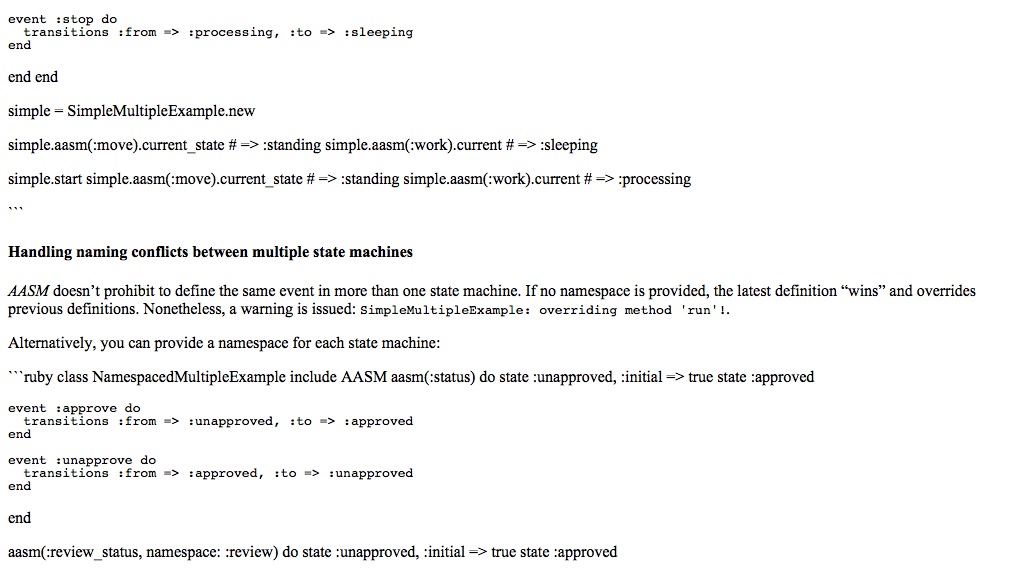 event :stop do
  transitions :from => :processing, :to => :sleeping
end
end end
simple = SimpleMultipleExample.new
simple.aasm(:move).current_state # => :standing simple.aasm(:work).current # => :sleeping
simple.start simple.aasm(:move).current_state # => :standing simple.aasm(:work).current # => :processing
```
Handling naming conflicts between multiple state machines
AASM doesn’t prohibit to define the same event in more than one state machine. If no namespace is provided, the latest definition “wins” and overrides
previous definitions. Nonetheless, a warning is issued: SimpleMultipleExample: overriding method 'run'!.
Alternatively, you can provide a namespace for each state machine:
```ruby class NamespacedMultipleExample include AASM aasm(:status) do state :unapproved, :initial => true state :approved
event :approve do
  transitions :from => :unapproved, :to => :approved
end
event :unapprove do
  transitions :from => :approved, :to => :unapproved
end
end
aasm(:review_status, namespace: :review) do state :unapproved, :initial => true state :approved